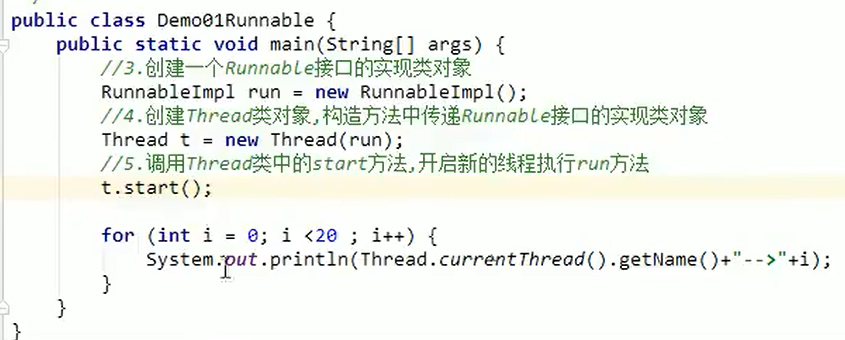 public class Demo01Runnable {
public static void main(String[] args) {
//3.创建一个Runnable接口的实现类对象
RunnableImpl run = new RunnableImpl();
//4.创建Thread类对象,构造方法中传递Runnable接口的实现类对象
Thread t = new Thread(run);
//5.调用Thread类中的start方法,开启新的线程执行run方法
t.start();
for (int i = 0; i <20 ; i++) {
System.out.println(Thread.currentThread().getName()+"-->"+i);
}
}
}